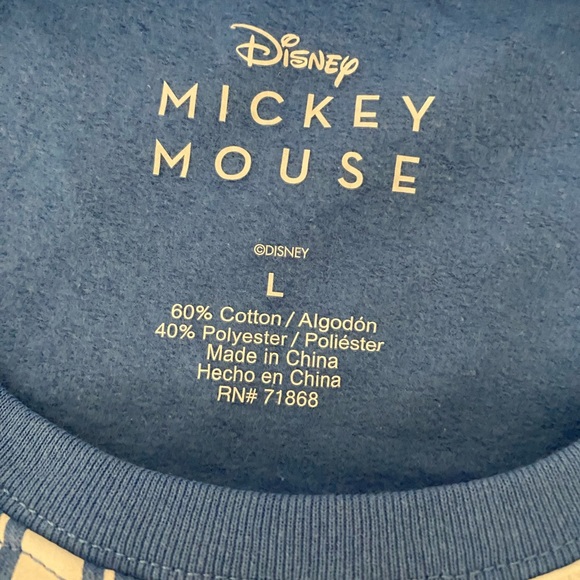 Disney
MICKEY
MOUSE
©DISNEY
L
60% Cotton / Algodón
40% Polyester / Poliéster
Made in China
Hecho en China
RN# 71868